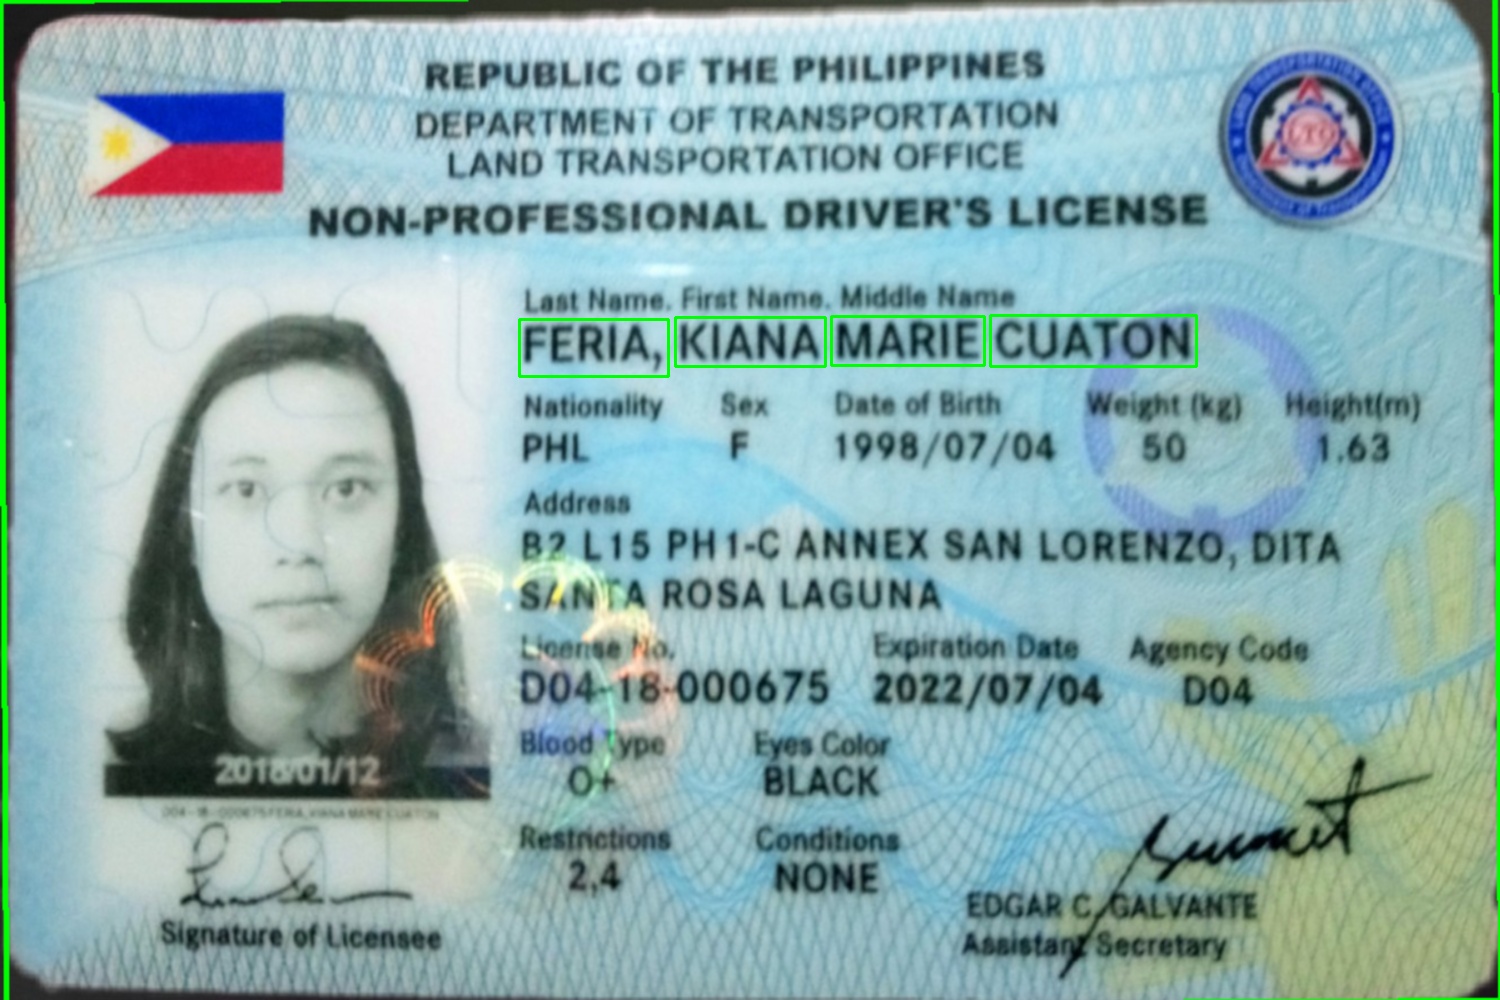 REPUBLIC OF THE PHILIPPINES
DEPARTMENT OF TRANSPORTATION
LAND TRANSPORTATION OFFICE
NON-PROFESSIONAL DRIVER'S LICENSE
LTO
Last Name, First Name, Middle Name
FERIA, KIANA MARIE CUATON
Nationality Sex Date of Birth Weight (kg) Height(m)
PHL F 1998/07/04 50 1.63
Address
B2 L15 PH1-C ANNEX SAN LORENZO, DITA
SANTA ROSA LAGUNA
License No. Expiration Date Agency Code
D04-18-000675 2022/07/04 D04
Blood Type Eyes Color
O+ BLACK
Restrictions Conditions
2,4 NONE
2018/01/12
D04-18-000675 FERIA, KIANA MARIE CUATON
Signature of Licensee
EDGAR C. GALVANTE
Assistant Secretary